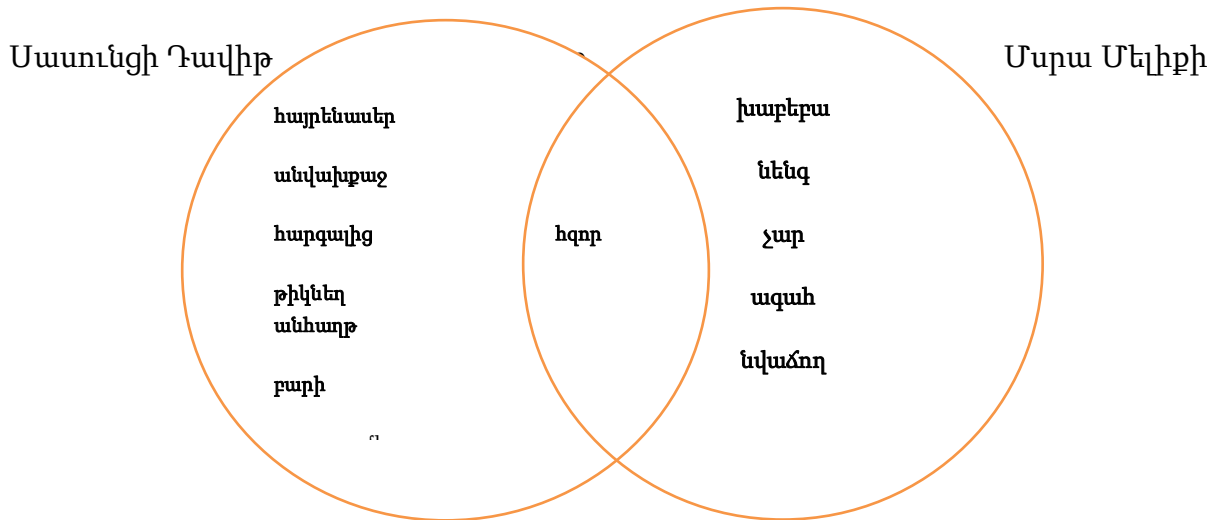 Սասունցի Դավիթ
Մսրա Մելիքի
հայրենասեր
անվախքաջ
հարգալից
թիկնեղ
անհաղթ
բարի
հզոր
խաբեբա
նենգ
չար
ագահ
նվաճող